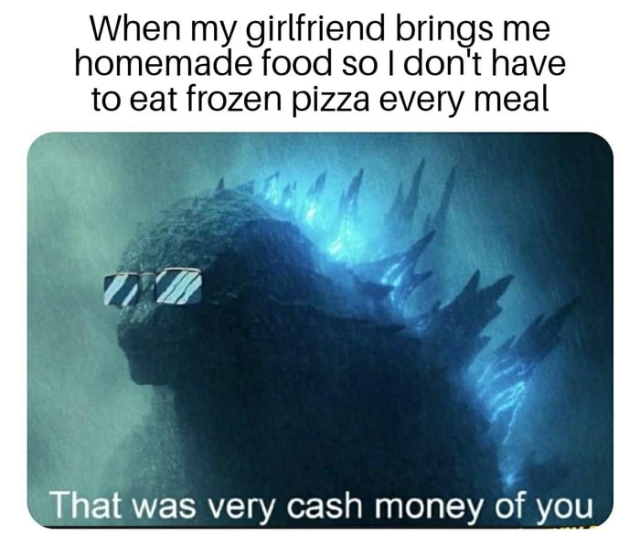 When my girlfriend brings me
homemade food so I don't have
to eat frozen pizza every meal
That was very cash money of you